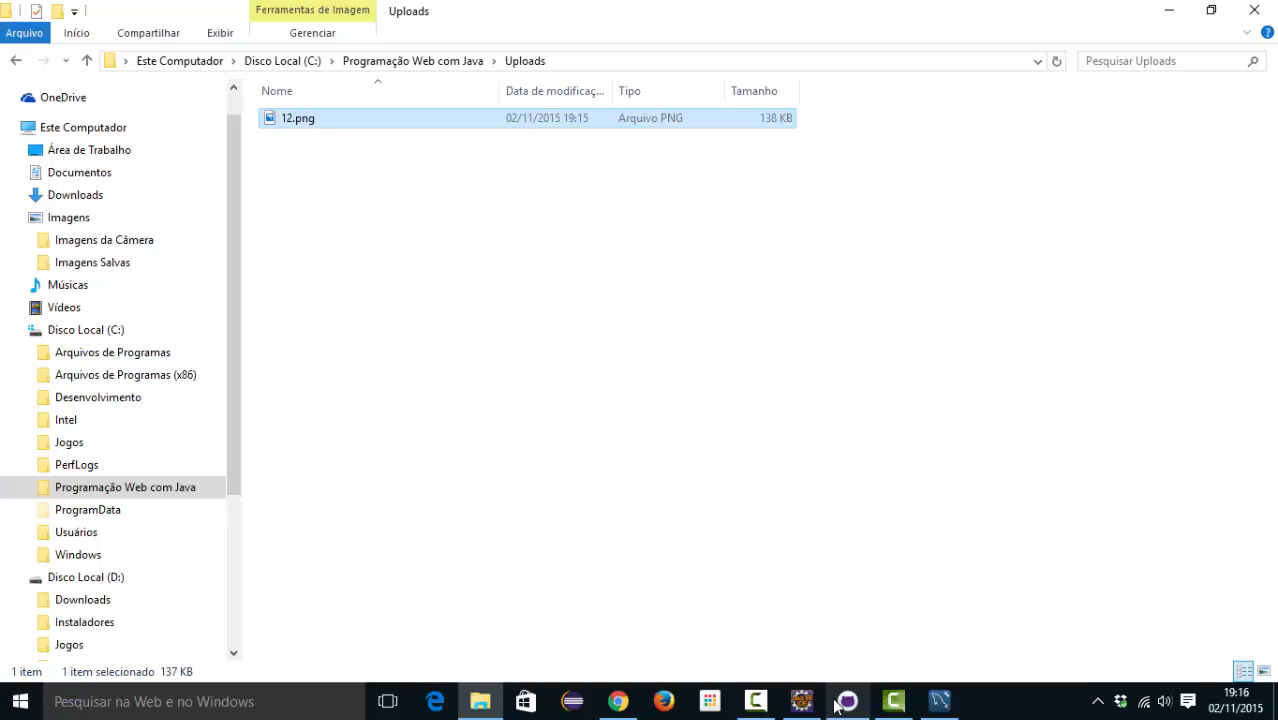 Ferramentas de Imagem
Uploads
Arquivo
Início
Compartilhar
Exibir
Gerenciar
Este Computador
Disco Local (C:)
Programação Web com Java
Uploads
Pesquisar Uploads
Nome
Data de modificaç...
Tipo
Tamanho
12.png
02/11/2015 19:15
Arquivo PNG
138 KB
OneDrive
Este Computador
Área de Trabalho
Documentos
Downloads
Imagens
Imagens da Câmera
Imagens Salvas
Músicas
Vídeos
Disco Local (C:)
Arquivos de Programas
Arquivos de Programas (x86)
Desenvolvimento
Intel
Jogos
PerfLogs
Programação Web com Java
ProgramData
Usuários
Windows
Disco Local (D:)
Downloads
Instaladores
Jogos
1 item
1 item selecionado 137 KB
Pesquisar na Web e no Windows
19:16
02/11/2015